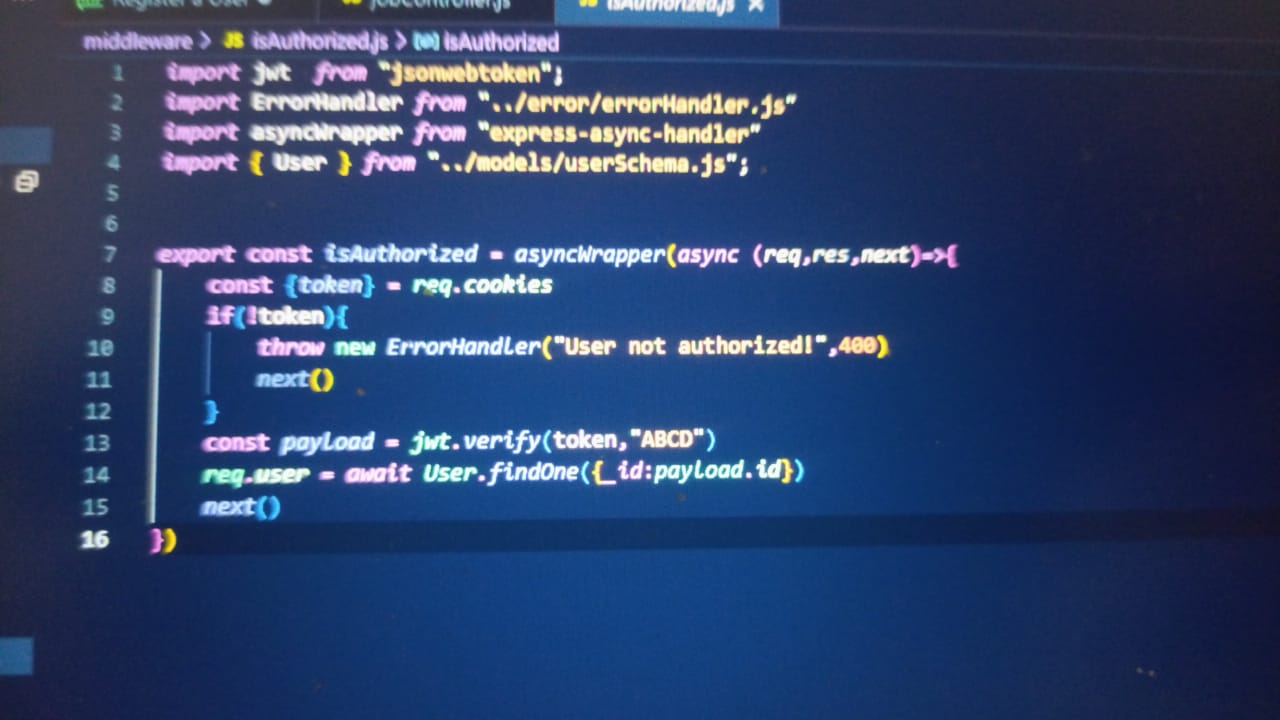 Register a User
jobController.js
isAuthorized.js
middleware > JS isAuthorized.js > isAuthorized
1 import jwt from "jsonwebtoken";
2 import ErrorHandler from "../error/errorHandler.js"
3 import asyncWrapper from "express-async-handler"
4 import { User } from "../models/userSchema.js";
5
6
7 export const isAuthorized = asyncWrapper(async (req,res,next)=>{
8 const {token} = req.cookies
9 if(!token){
10 throw new ErrorHandler("User not authorized!",400)
11 next()
12 }
13 const payload = jwt.verify(token,"ABCD")
14 req.user = await User.findOne({_id:payload.id})
15 next()
16 })